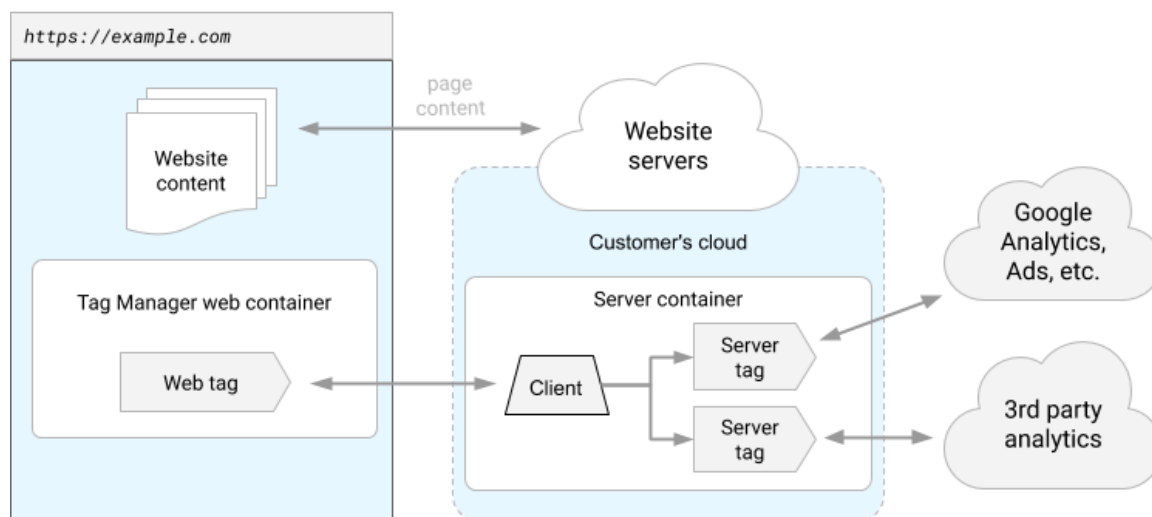 https://example.com
page
content
Website
servers
Website
content
Customer's cloud
Google
Analytics,
Ads, etc.
Tag Manager web container
Server container
Web tag
Client
Server
tag
Server
tag
3rd party
analytics